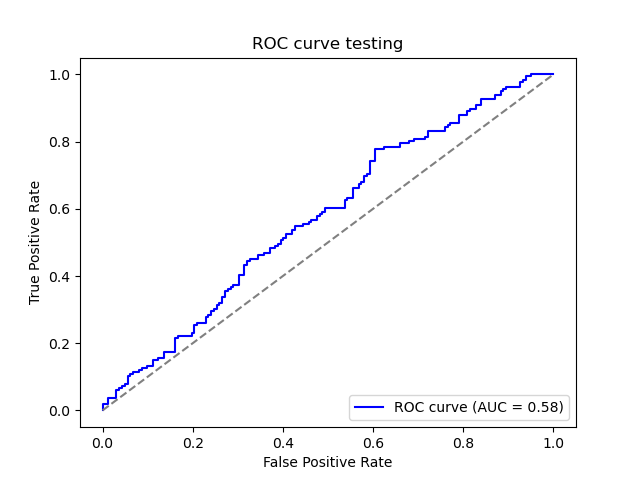 ROC curve testing
True Positive Rate
1.0
0.8
0.6
0.4
0.2
0.0
ROC curve (AUC = 0.58)
0.0 0.2 0.4 0.6 0.8 1.0
False Positive Rate